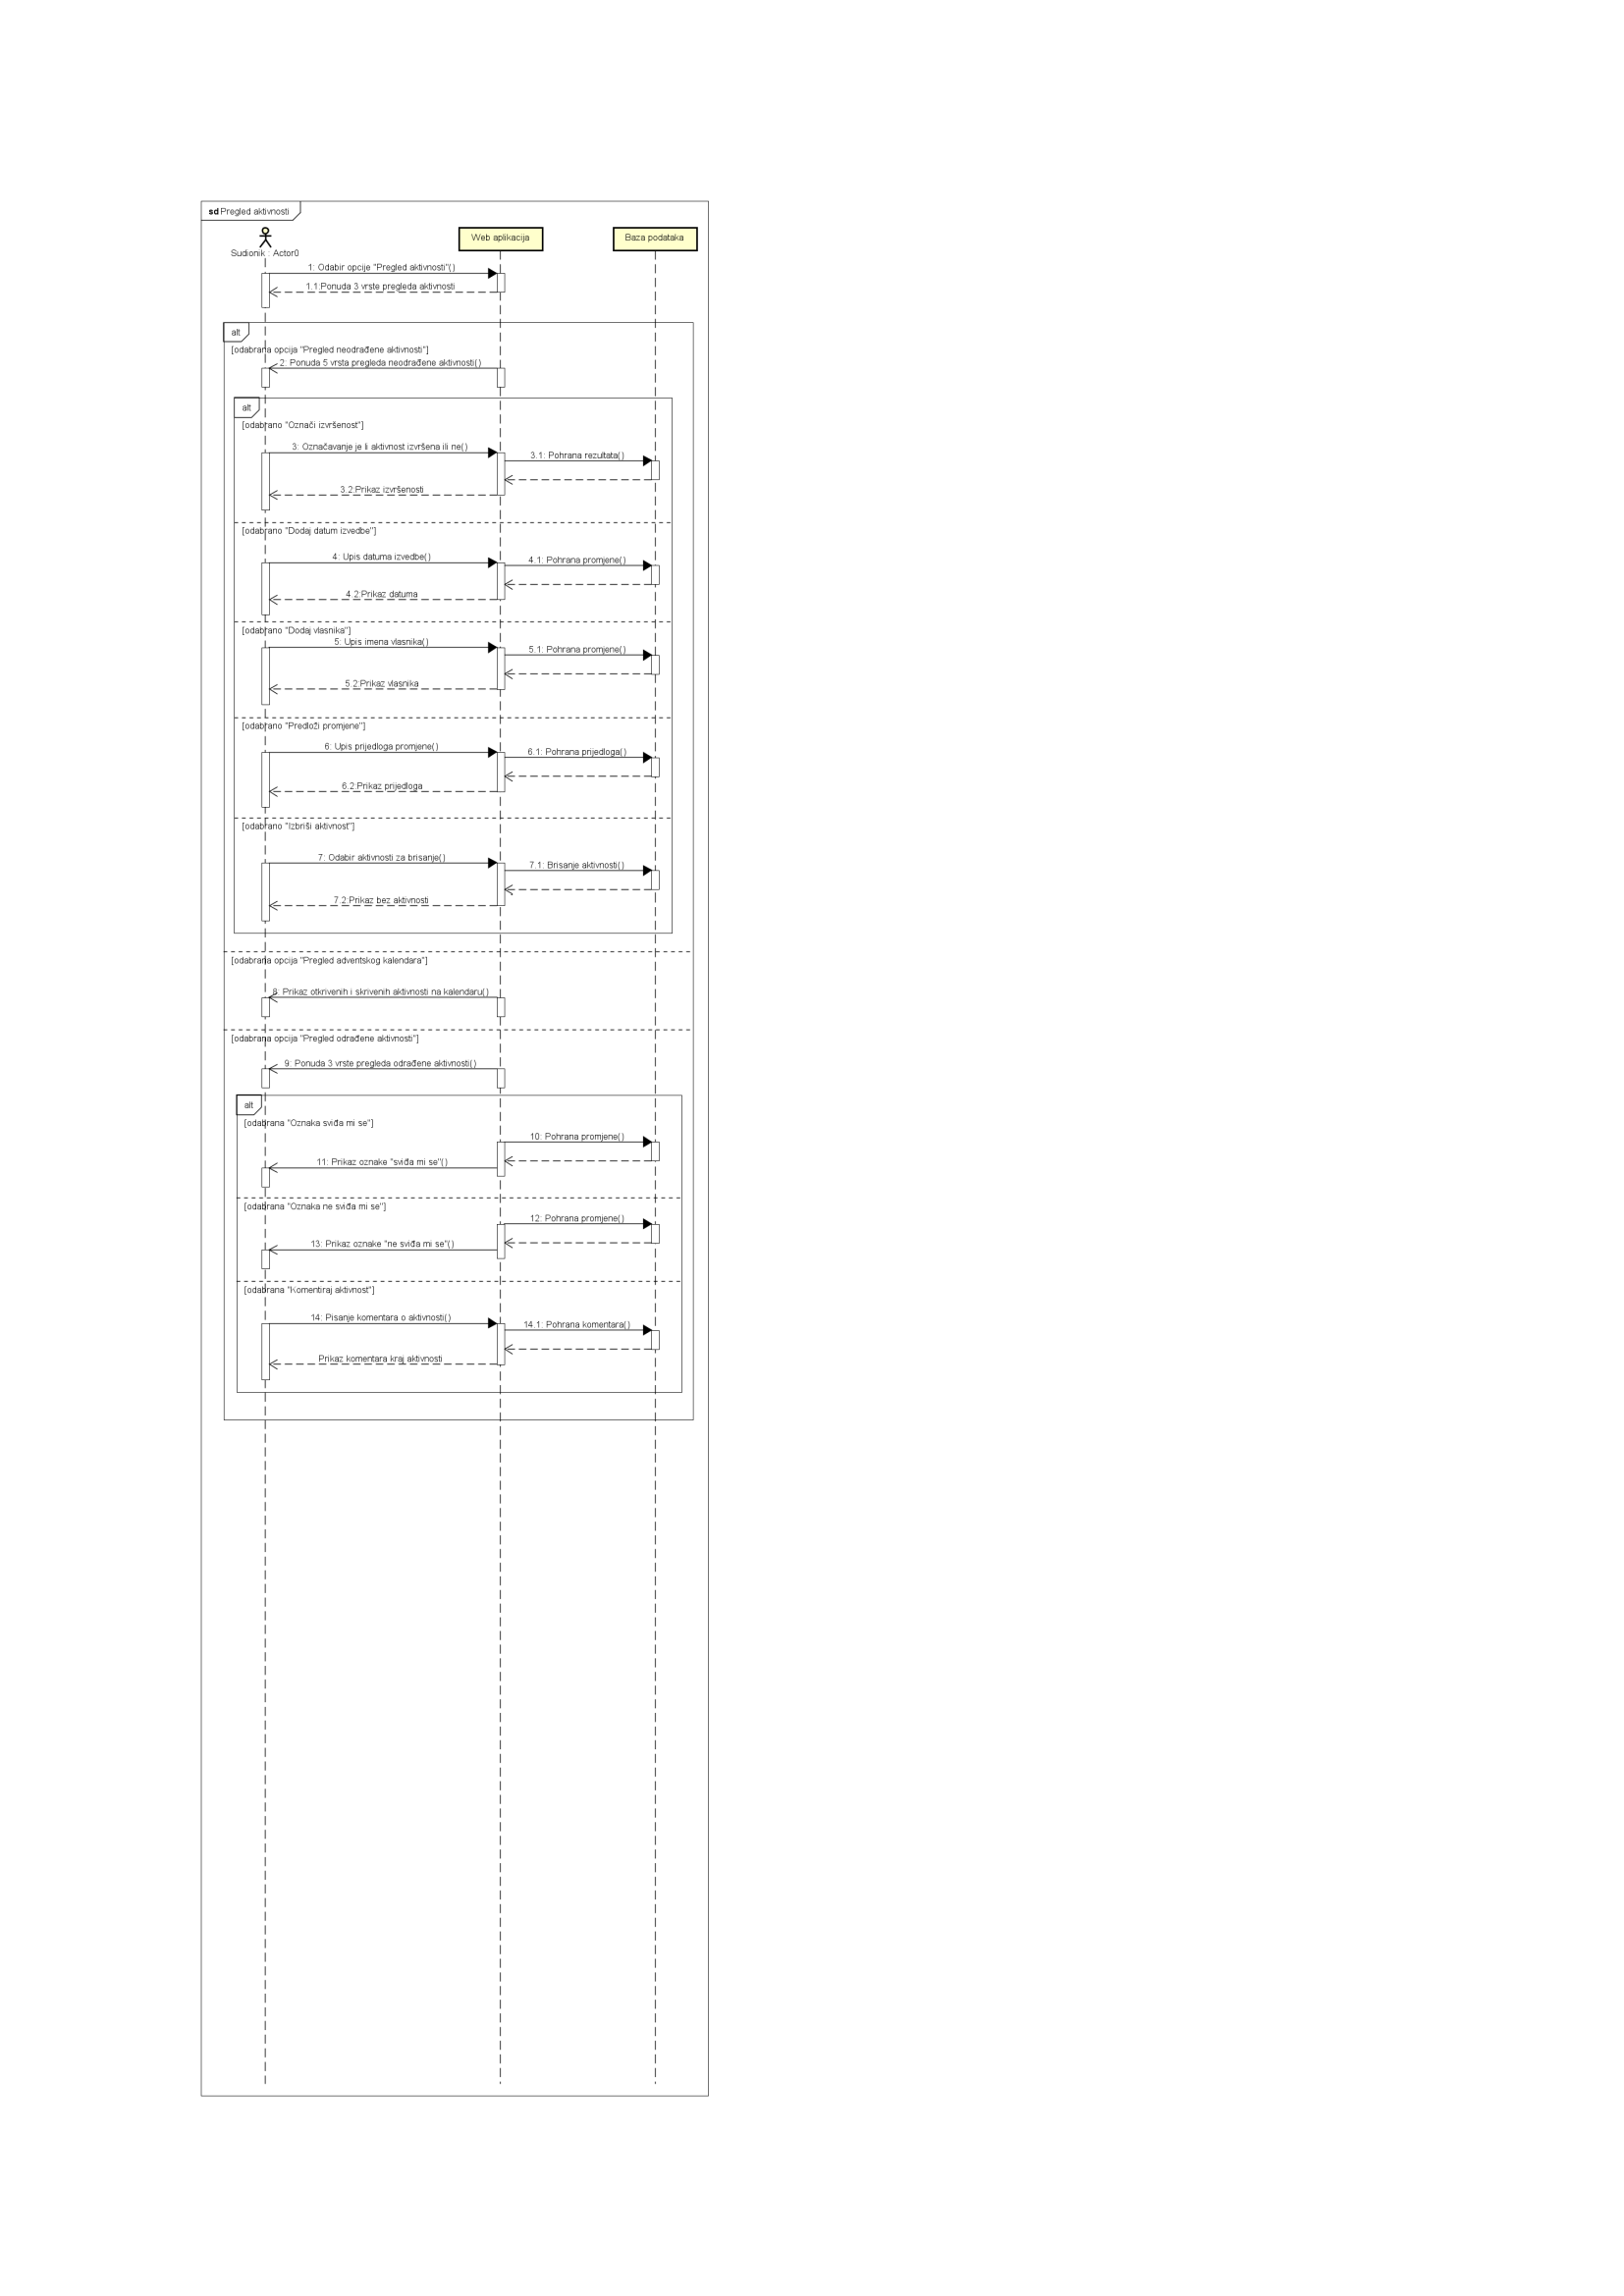 sd Pregled aktivnosti
Sudionik : Actor0
Web aplikacija
Baza podataka
1: Odabir opcije "Pregled aktivnosti"()
1.1:Ponuda 3 vrste pregleda aktivnosti
alt
[odabrana opcija "Pregled neodrađene aktivnosti"]
2: Ponuda 5 vrsta pregleda neodrađene aktivnosti()
alt
[odabrano "Označi izvršenost"]
3: Označavanje je li aktivnost izvršena ili ne()
3.1: Pohrana rezultata()
3.2:Prikaz izvršenosti
[odabrano "Dodaj datum izvedbe"]
4: Upis datuma izvedbe()
4.1: Pohrana promjene()
4.2:Prikaz datuma
[odabrano "Dodaj vlasnika"]
5: Upis imena vlasnika()
5.1: Pohrana promjene()
5.2:Prikaz vlasnika
[odabrano "Predloži promjene"]
6: Upis prijedloga promjene()
6.1: Pohrana prijedloga()
6.2:Prikaz prijedloga
[odabrano "Izbriši aktivnost"]
7: Odabir aktivnosti za brisanje()
7.1: Brisanje aktivnosti()
7.2:Prikaz bez aktivnosti
[odabrana opcija "Pregled adventskog kalendara"]
8: Prikaz otkrivenih i skrivenih aktivnosti na kalendaru()
[odabrana opcija "Pregled odrađene aktivnosti"]
9: Ponuda 3 vrste pregleda odrađene aktivnosti()
alt
[odabrana "Oznaka sviđa mi se"]
10: Pohrana promjene()
11: Prikaz oznake "sviđa mi se"()
[odabrana "Oznaka ne sviđa mi se"]
12: Pohrana promjene()
13: Prikaz oznake "ne sviđa mi se"()
[odabrana "Komentiraj aktivnost"]
14: Pisanje komentara o aktivnosti()
14.1: Pohrana komentara()
Prikaz komentara kraj aktivnosti